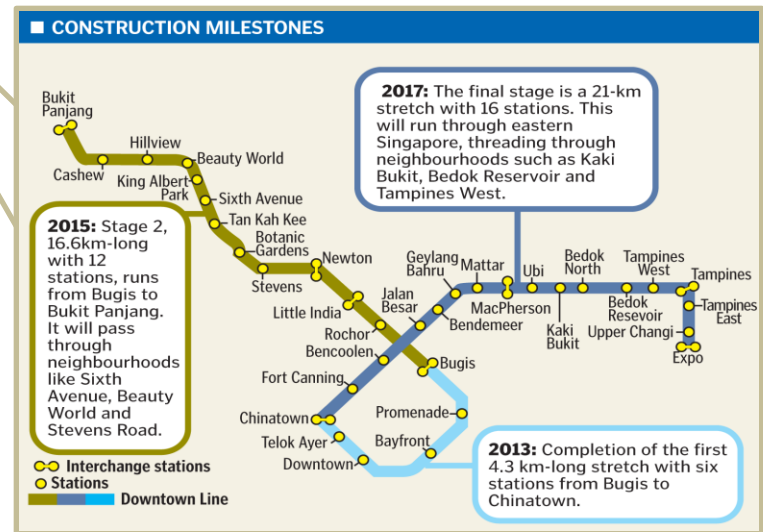 CONSTRUCTION MILESTONES
2017: The final stage is a 21-km
stretch with 16 stations. This
will run through eastern
Singapore, threading through
neighbourhoods such as Kaki
Bukit, Bedok Reservoir and
Tampines West.
Bukit
Panjang
Cashew
Hillview
Beauty World
King Albert
Park
Sixth Avenue
Tan Kah Kee
Botanic
Gardens
Stevens
Newton
Little India
Rochor
Bugis
2015: Stage 2,
16.6km-long
with 12
stations, runs
from Bugis to
Bukit Panjang.
It will pass
through
neighbourhoods
like Sixth
Avenue, Beauty
World and
Stevens Road.
Geylang
Bahru
Mattar
MacPherson
Ubi
Kaki
Bukit
Bedok
North
Bedok
Resevoir
Tampines
West
Tampines
Tampines
East
Upper Changi
Expo
Jalan
Besar
Bendemeer
Bencoolen
Fort Canning
Chinatown
Telok Ayer
Downtown
Bayfront
Promenade
2013: Completion of the first
4.3 km-long stretch with six
stations from Bugis to
Chinatown.
Interchange stations
Stations
Downtown Line